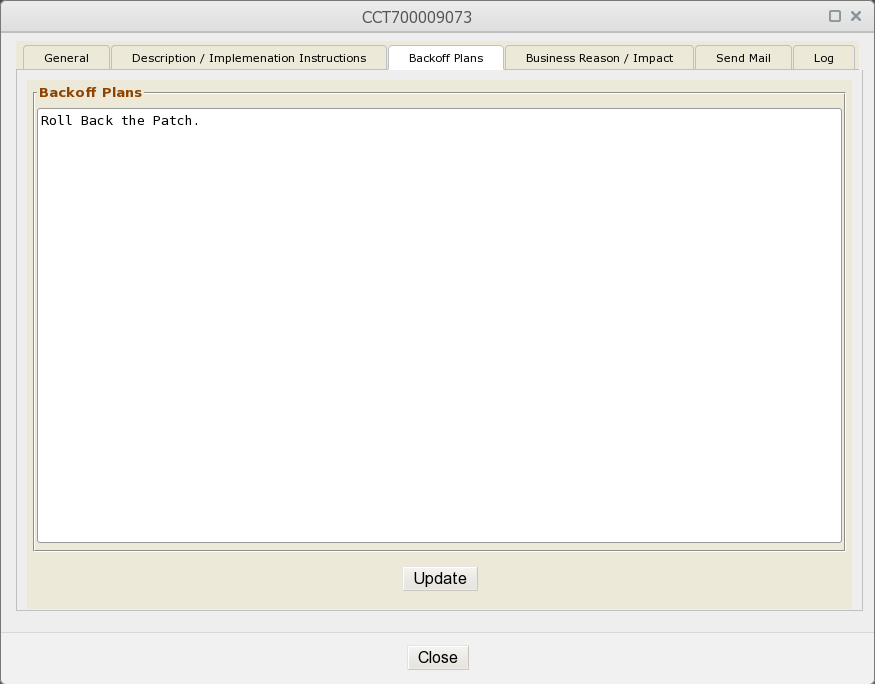 CCT700009073
General
Description / Implemenation Instructions
Backoff Plans
Business Reason / Impact
Send Mail
Log
Backoff Plans
Roll Back the Patch.
Update
Close